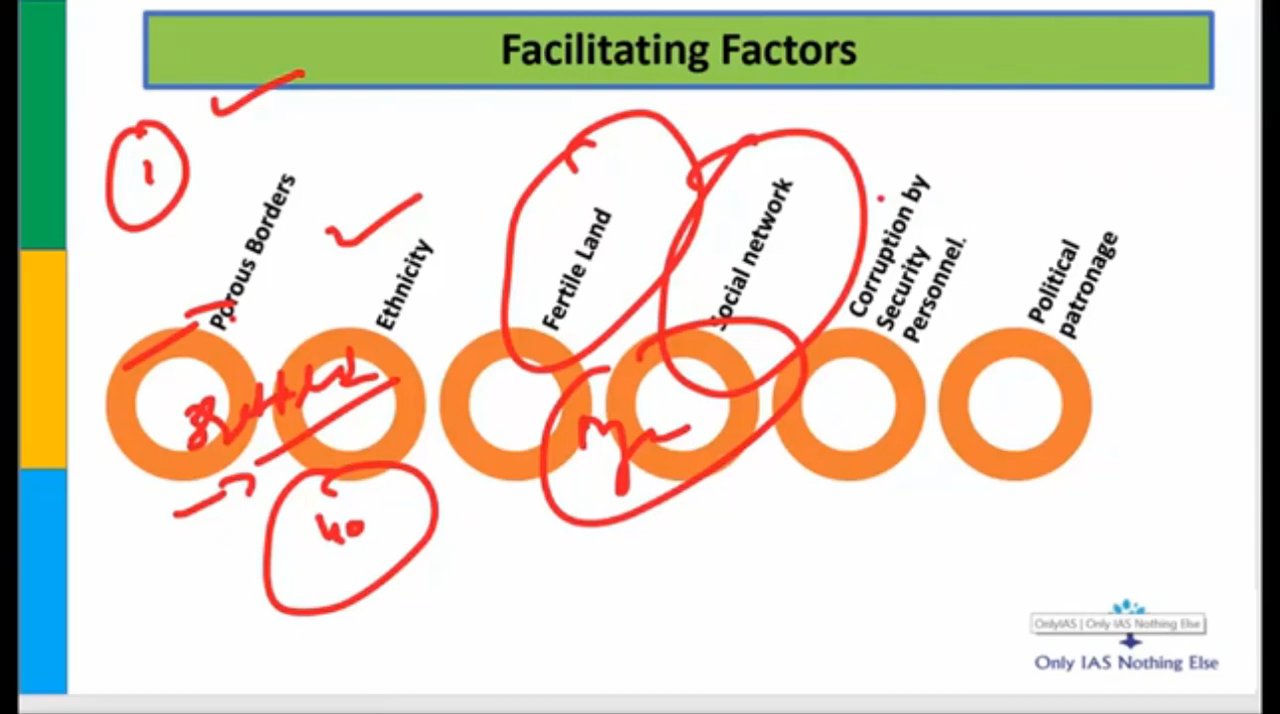 Facilitating Factors
1
Porous Borders
Ethnicity
Fertile Land
Social network
Corruption by
Security
Personnel.
Political
patronage
40
OnlyIAS | Only IAS Nothing Else
Only IAS Nothing Else